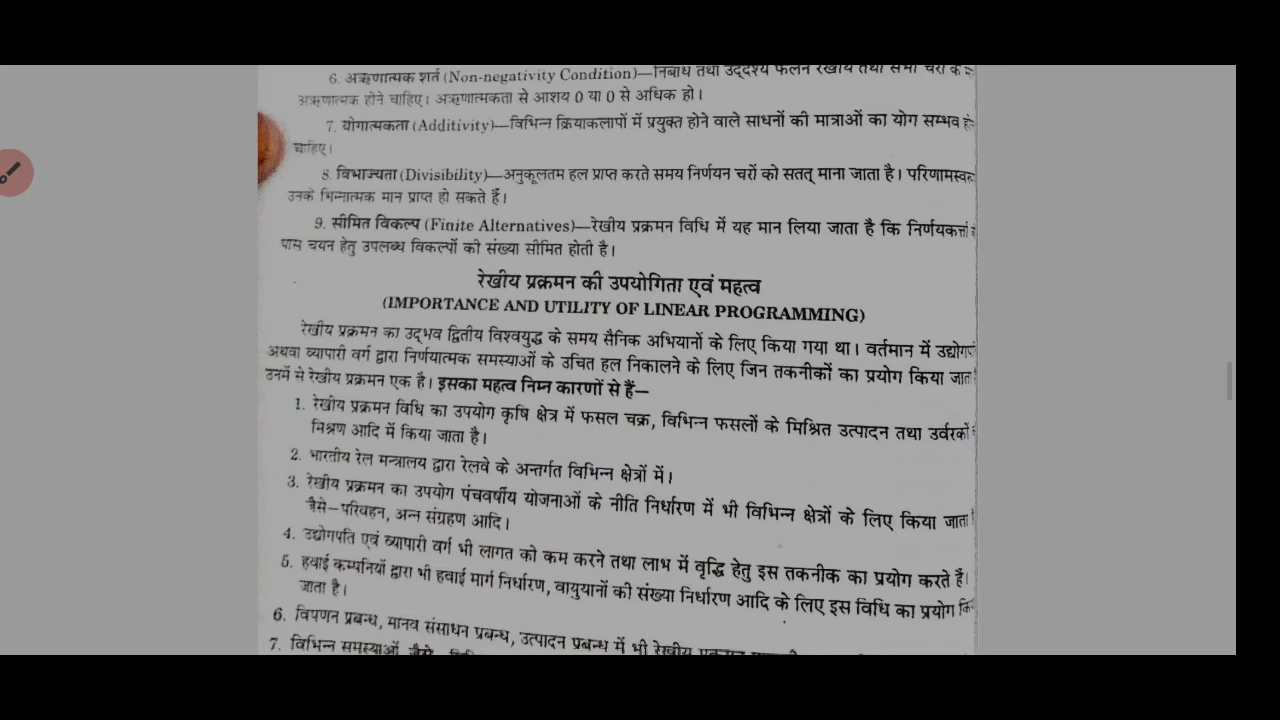 6. अऋणात्मक शर्त (Non-negativity Condition)—निर्बाध तथा उद्देश्य फलन रेखीय तथा सभी चरों के
अऋणात्मक होने चाहिए। अऋणात्मकता से आशय 0 या 0 से अधिक हो।
7. योगात्मकता (Additivity)—विभिन्न क्रियाकलापों में प्रयुक्त होने वाले साधनों की मात्राओं का योग सम्भव
चाहिए।
8. विभाज्यता (Divisibility)—अनुकूलतम हल प्राप्त करते समय निर्णयन चरों को सतत् माना जाता है।
उनके भिन्नात्मक मान प्राप्त हो सकते हैं।
9. सीमित विकल्प (Finite Alternatives)—रेखीय प्रक्रमन विधि में यह मान लिया जाता है कि निर्णयकर्त्ता
पास चयन हेतु उपलब्ध विकल्पों की संख्या सीमित होती है।
रेखीय प्रक्रमन की उपयोगिता एवं महत्व
(IMPORTANCE AND UTILITY OF LINEAR PROGRAMMING)
रेखीय प्रक्रमन का उद्भव द्वितीय विश्वयुद्ध के समय सैनिक अभियानों के लिए किया गया था। वर्तमान में
अथवा व्यापारी वर्ग द्वारा निर्णयात्मक समस्याओं के उचित हल निकालने के लिए जिन तकनीकों का प्रयोग किया जाता
उनमें से रेखीय प्रक्रमन एक है। इसका महत्व निम्न कारणों से हैं—
1. रेखीय प्रक्रमन विधि का उपयोग कृषि क्षेत्र में फसल चक्र, विभिन्न फसलों के मिश्रित उत्पादन तथा उर्वरकों
मिश्रण आदि में किया जाता है।
2. भारतीय रेल मन्त्रालय द्वारा रेलवे के अन्तर्गत विभिन्न क्षेत्रों में।
3. रेखीय प्रक्रमन का उपयोग पंचवर्षीय योजनाओं के नीति निर्धारण में भी विभिन्न क्षेत्रों के लिए किया जाता
जैसे–परिवहन, अन्न संग्रहण आदि।
4. उद्योगपति एवं व्यापारी वर्ग भी लागत को कम करने तथा लाभ में वृद्धि हेतु इस तकनीक का प्रयोग करते हैं।
5. हवाई कम्पनियों द्वारा भी हवाई मार्ग निर्धारण, वायुयानों की संख्या निर्धारण आदि के लिए इस विधि का प्रयोग
जाता है।
6. विपणन प्रबन्ध, मानव संसाधन प्रबन्ध, उत्पादन प्रबन्ध में भी रेखीय
7. विभिन्न समस्याओं जैसे